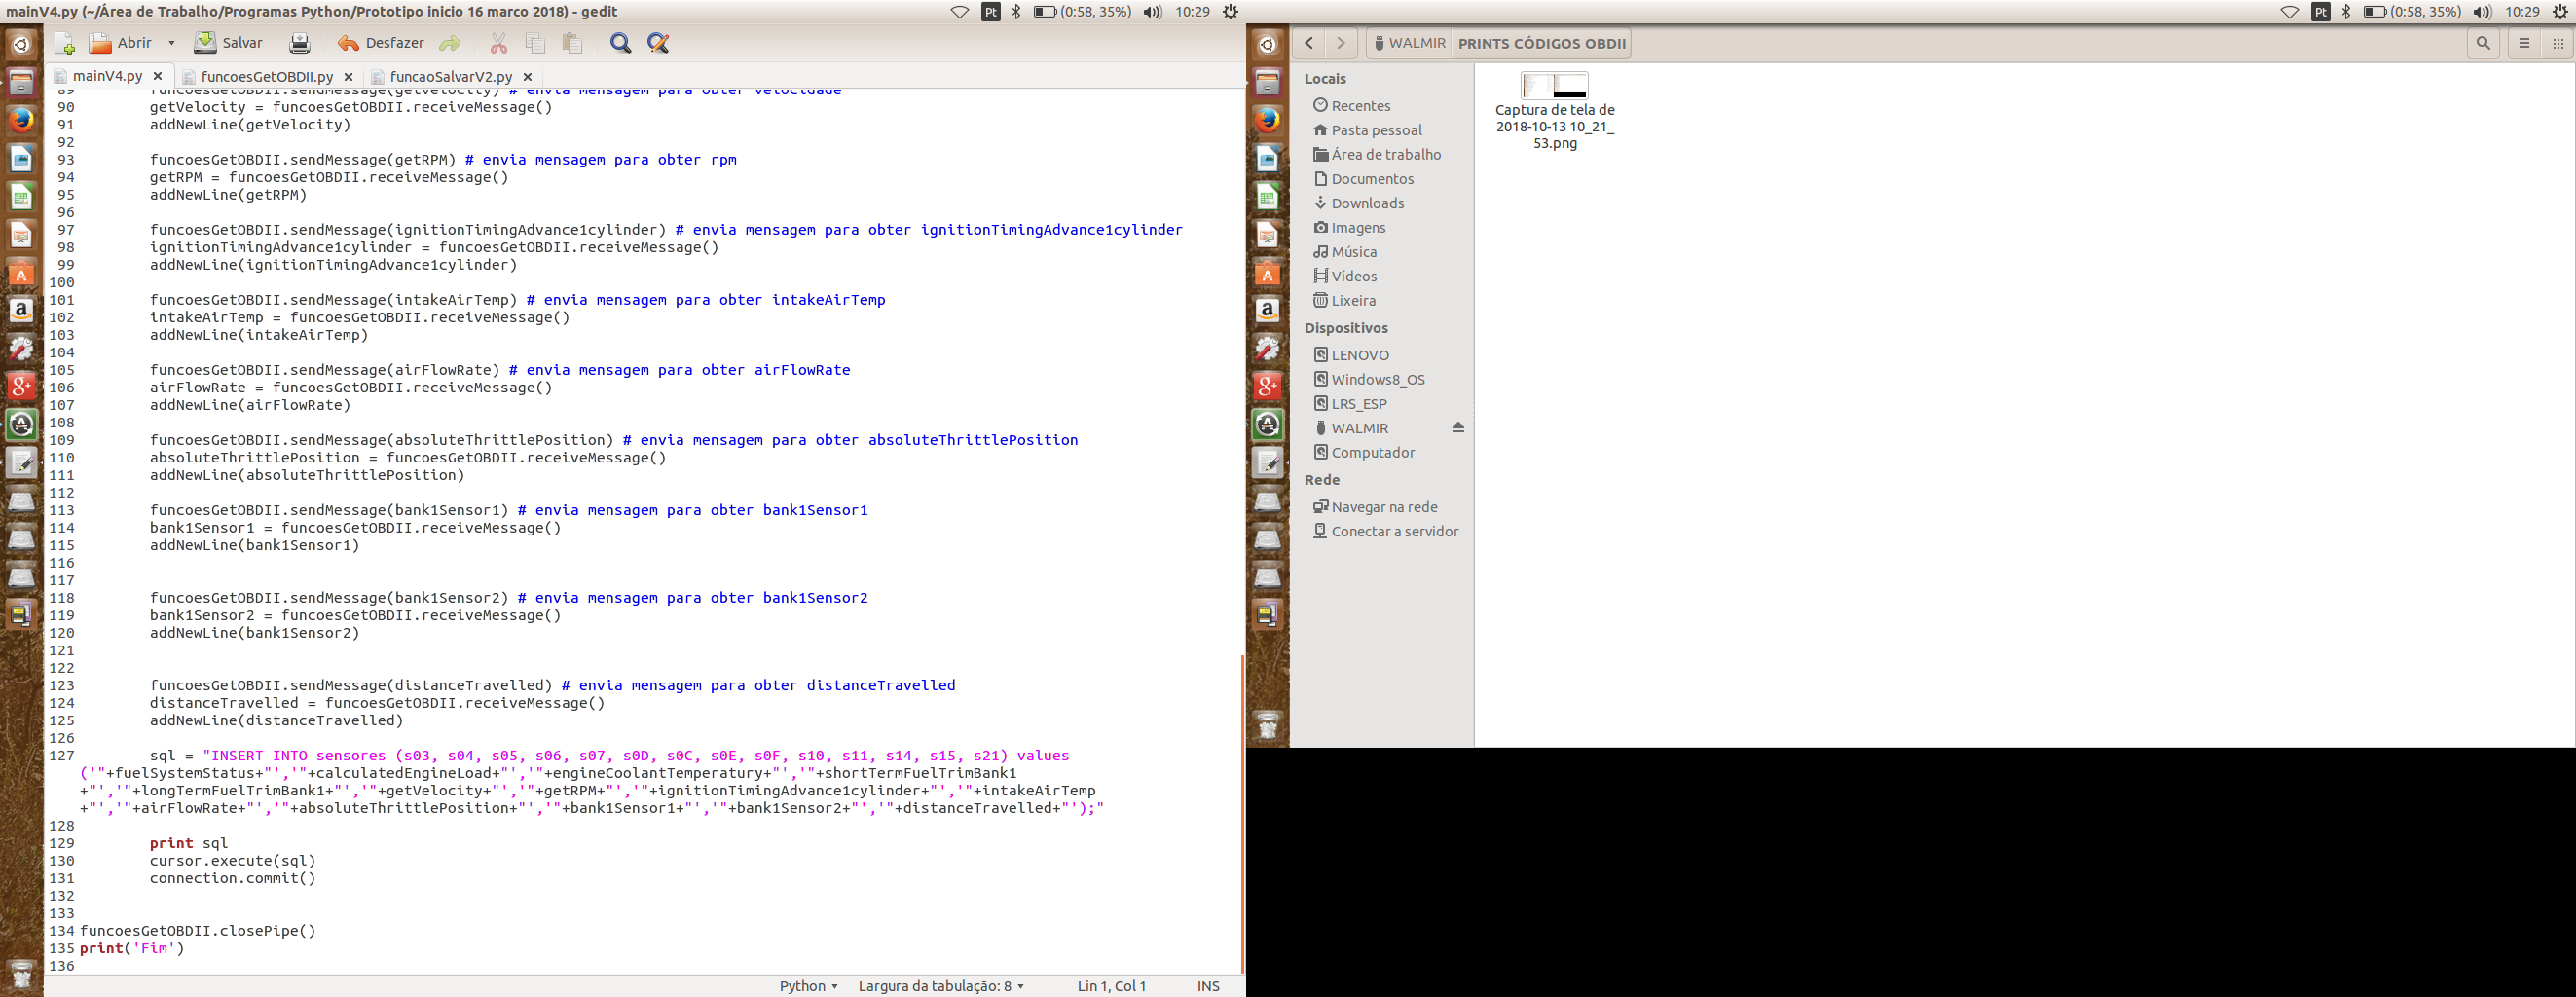 mainV4.py (~/Área de Trabalho/Programas Python/Prototipo inicio 16 marco 2018) - gedit
Pt (0:58, 35%) 10:29
Abrir Salvar Desfazer
mainV4.py funcoesGetOBDII.py funcaoSalvarV2.py
89 funcoesGetOBDII.sendMessage(getVelocity) # envia mensagem para obter velocidade
90 getVelocity = funcoesGetOBDII.receiveMessage()
91 addNewLine(getVelocity)
92
93 funcoesGetOBDII.sendMessage(getRPM) # envia mensagem para obter rpm
94 getRPM = funcoesGetOBDII.receiveMessage()
95 addNewLine(getRPM)
96
97 funcoesGetOBDII.sendMessage(ignitionTimingAdvance1cylinder) # envia mensagem para obter ignitionTimingAdvance1cylinder
98 ignitionTimingAdvance1cylinder = funcoesGetOBDII.receiveMessage()
99 addNewLine(ignitionTimingAdvance1cylinder)
100
101 funcoesGetOBDII.sendMessage(intakeAirTemp) # envia mensagem para obter intakeAirTemp
102 intakeAirTemp = funcoesGetOBDII.receiveMessage()
103 addNewLine(intakeAirTemp)
104
105 funcoesGetOBDII.sendMessage(airFlowRate) # envia mensagem para obter airFlowRate
106 airFlowRate = funcoesGetOBDII.receiveMessage()
107 addNewLine(airFlowRate)
108
109 funcoesGetOBDII.sendMessage(absoluteThrittlePosition) # envia mensagem para obter absoluteThrittlePosition
110 absoluteThrittlePosition = funcoesGetOBDII.receiveMessage()
111 addNewLine(absoluteThrittlePosition)
112
113 funcoesGetOBDII.sendMessage(bank1Sensor1) # envia mensagem para obter bank1Sensor1
114 bank1Sensor1 = funcoesGetOBDII.receiveMessage()
115 addNewLine(bank1Sensor1)
116
117
118 funcoesGetOBDII.sendMessage(bank1Sensor2) # envia mensagem para obter bank1Sensor2
119 bank1Sensor2 = funcoesGetOBDII.receiveMessage()
120 addNewLine(bank1Sensor2)
121
122
123 funcoesGetOBDII.sendMessage(distanceTravelled) # envia mensagem para obter distanceTravelled
124 distanceTravelled = funcoesGetOBDII.receiveMessage()
125 addNewLine(distanceTravelled)
126
127 sql = "INSERT INTO sensores (s03, s04, s05, s06, s07, s0D, s0C, s0E, s0F, s10, s11, s14, s15, s21) values
('"+fuelSystemStatus+"','"+calculatedEngineLoad+"','"+engineCoolantTemperatury+"','"+shortTermFuelTrimBank1
+"','"+longTermFuelTrimBank1+"','"+getVelocity+"','"+getRPM+"','"+ignitionTimingAdvance1cylinder+"','"+intakeAirTemp
+"','"+airFlowRate+"','"+absoluteThrittlePosition+"','"+bank1Sensor1+"','"+bank1Sensor2+"','"+distanceTravelled+"');"
128
129 print sql
130 cursor.execute(sql)
131 connection.commit()
132
133
134 funcoesGetOBDII.closePipe()
135 print('Fim')
136
Python Largura da tabulação: 8 Lin 1, Col 1 INS
Pt (0:58, 35%) 10:29
WALMIR PRINTS CÓDIGOS OBDII
Locais
Recentes
Pasta pessoal
Área de trabalho
Documentos
Downloads
Imagens
Música
Vídeos
Lixeira
Dispositivos
LENOVO
Windows8_OS
LRS_ESP
WALMIR
Computador
Rede
Navegar na rede
Conectar a servidor
Captura de tela de
2018-10-13 10_21_
53.png